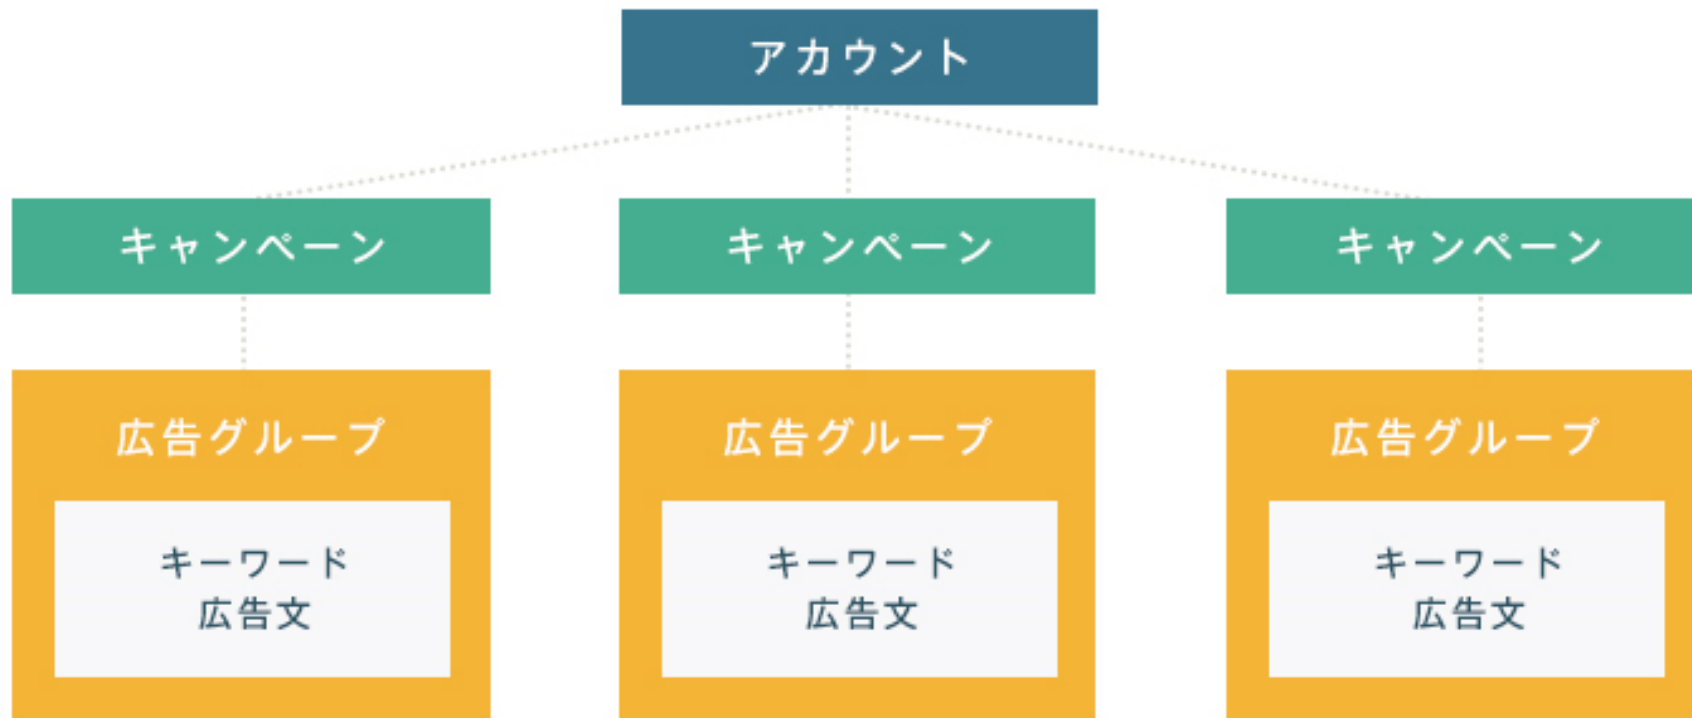 アカウント
キャンペーン
キャンペーン
キャンペーン
広告グループ
広告グループ
広告グループ
キーワード
広告文
キーワード
広告文
キーワード
広告文